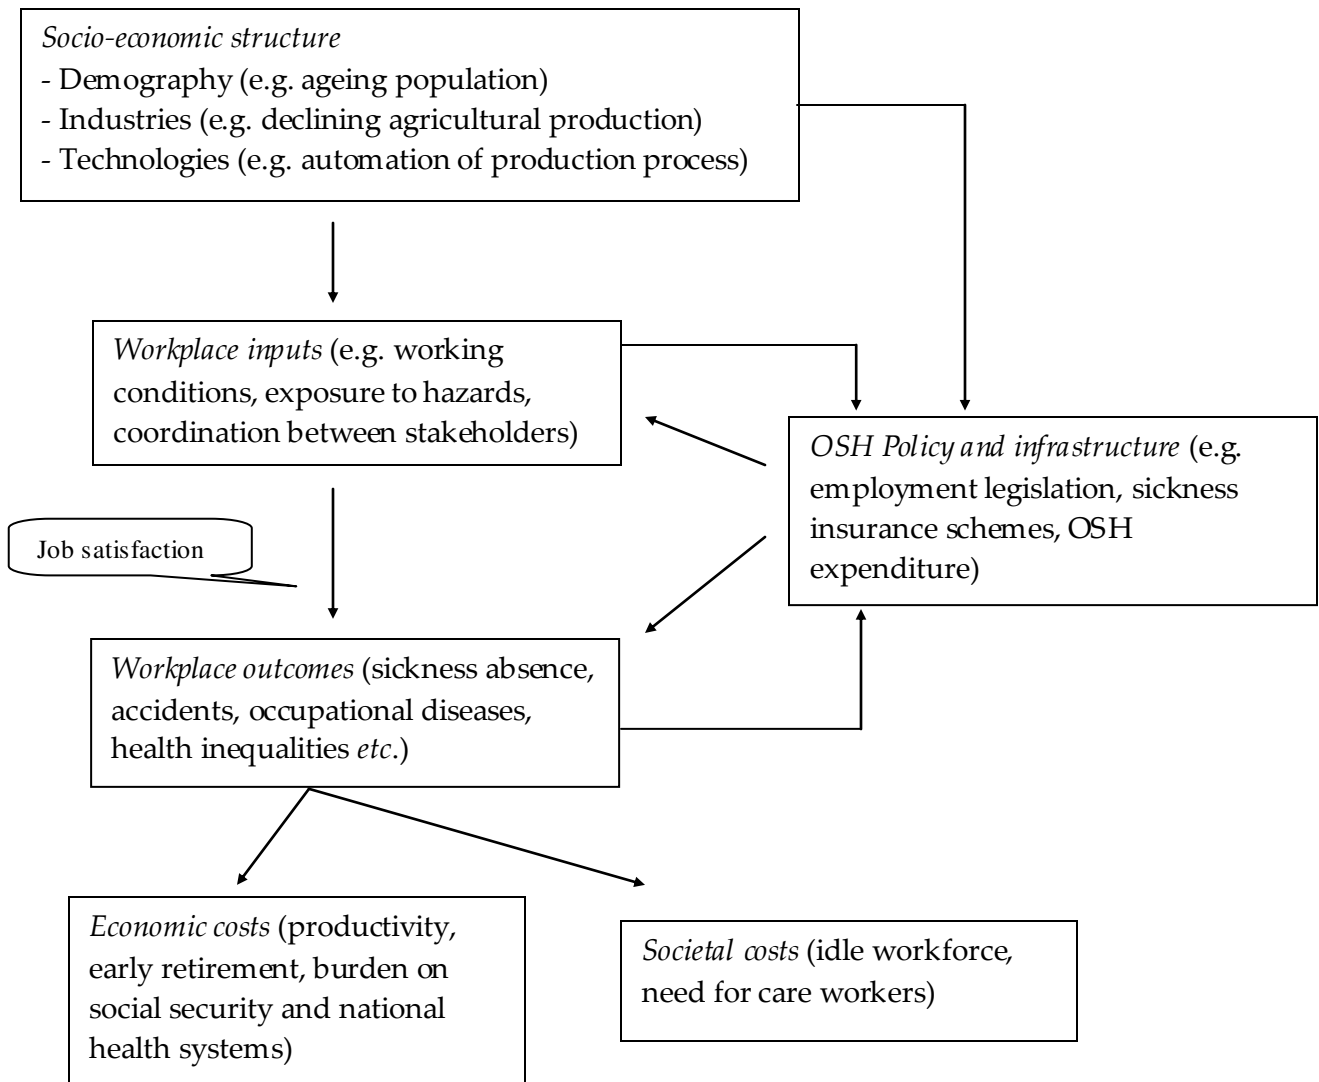 Socio-economic structure
- Demography (e.g. ageing population)
- Industries (e.g. declining agricultural production)
- Technologies (e.g. automation of production process)
Workplace inputs (e.g. working
conditions, exposure to hazards,
coordination between stakeholders)
OSH Policy and infrastructure (e.g.
employment legislation, sickness
insurance schemes, OSH
expenditure)
Job satisfaction
Workplace outcomes (sickness absence,
accidents, occupational diseases,
health inequalities etc.)
Economic costs (productivity,
early retirement, burden on
social security and national
health systems)
Societal costs (idle workforce,
need for care workers)